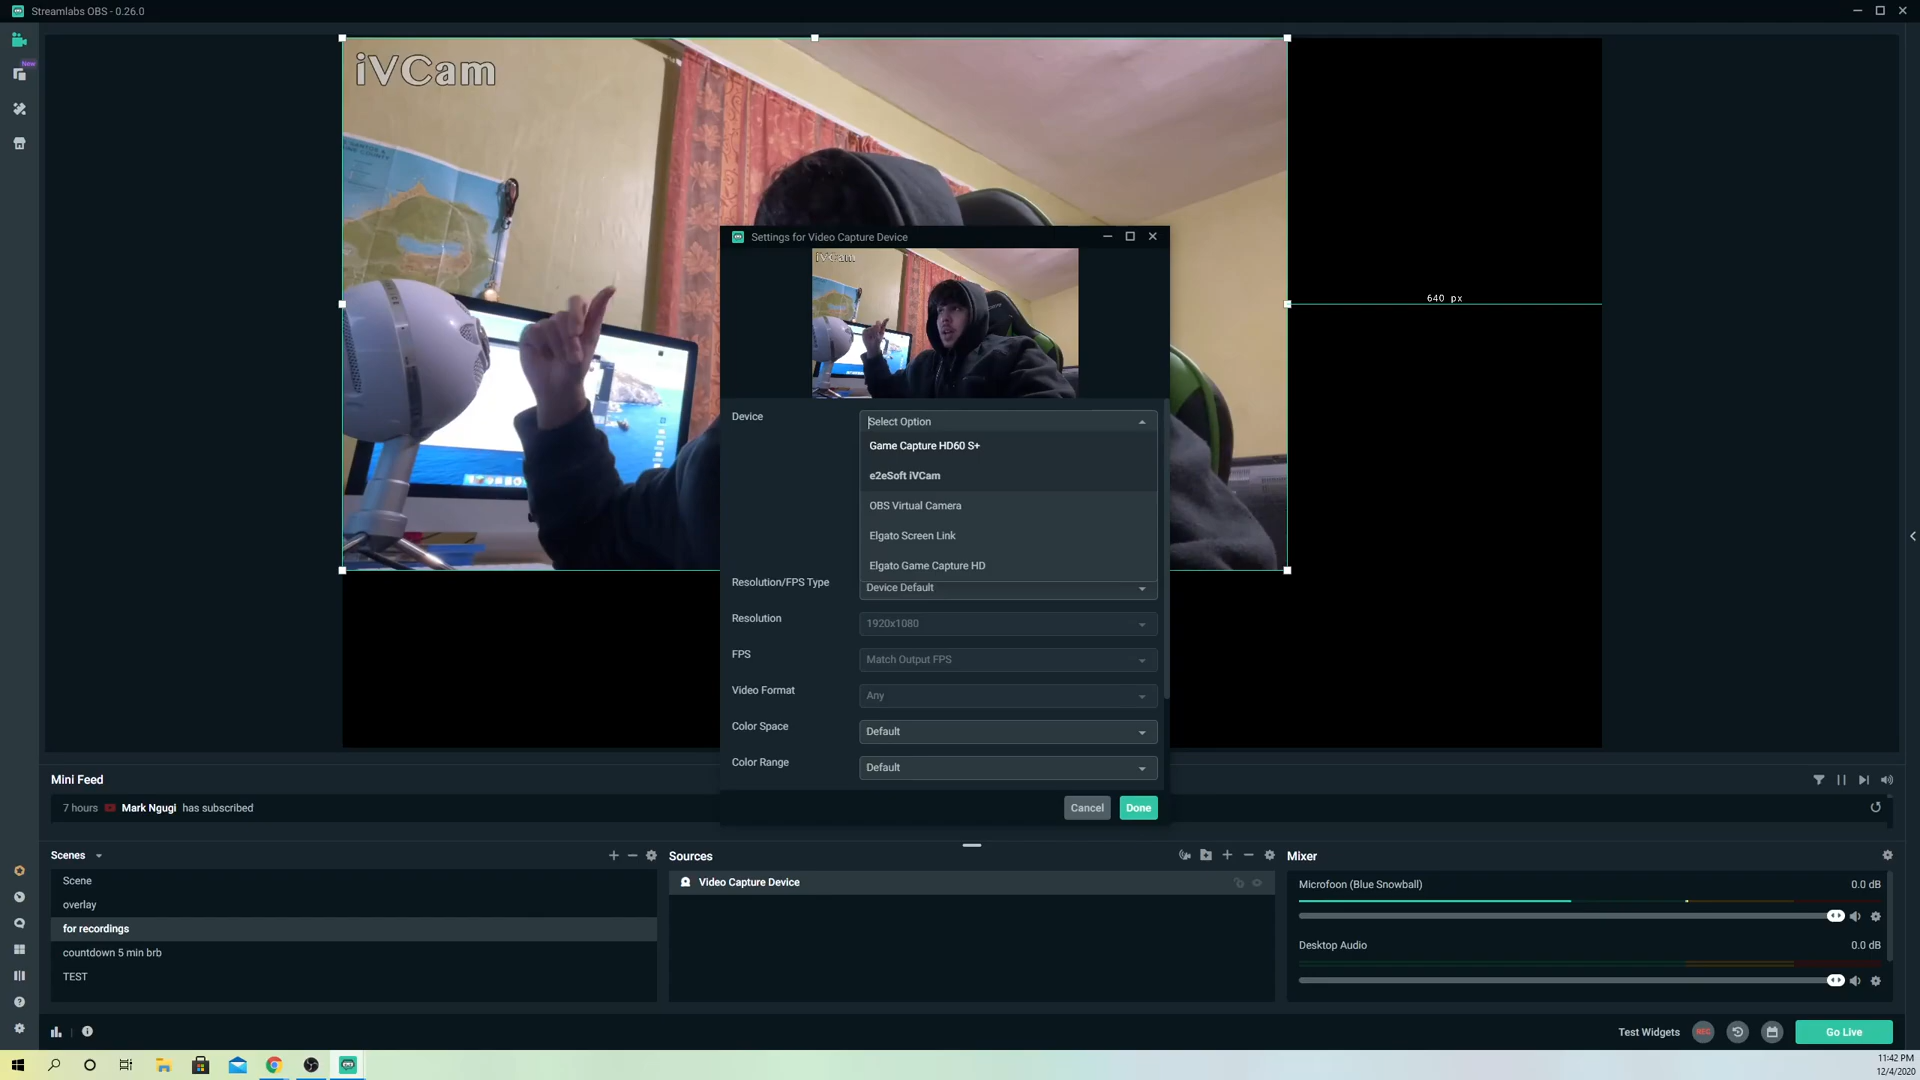 Streamlabs OBS - 0.26.0
New
iVCam
Settings for Video Capture Device
iVCam
640 px
Device
Select Option
Game Capture HD60 S+
e2eSoft iVCam
OBS Virtual Camera
Elgato Screen Link
Elgato Game Capture HD
Resolution/FPS Type
Device Default
Resolution
1920x1080
FPS
Match Output FPS
Video Format
Any
Color Space
Default
Color Range
Default
Cancel
Done
Mini Feed
7 hours Mark Ngugi has subscribed
Scenes
Scene
overlay
for recordings
countdown 5 min brb
TEST
Sources
Video Capture Device
Mixer
Microfoon (Blue Snowball) 0.0 dB
Desktop Audio 0.0 dB
Test Widgets
REC
Go Live
11:42 PM
12/4/2020